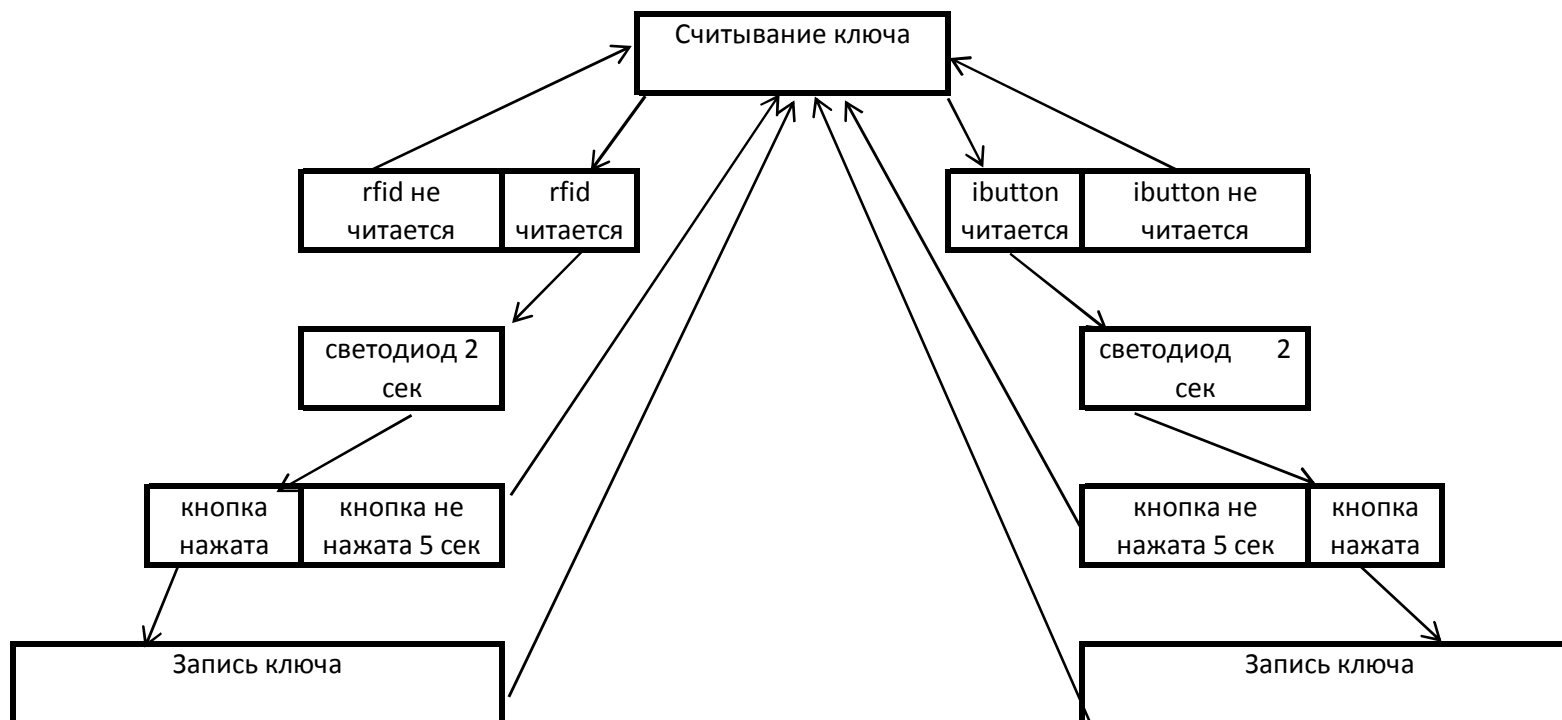 Считывание ключа
rfid не
читается
rfid
читается
ibutton
читается
ibutton не
читается
светодиод 2
сек
светодиод 2
сек
кнопка
нажата
кнопка не
нажата 5 сек
кнопка не
нажата 5 сек
кнопка
нажата
Запись ключа
Запись ключа